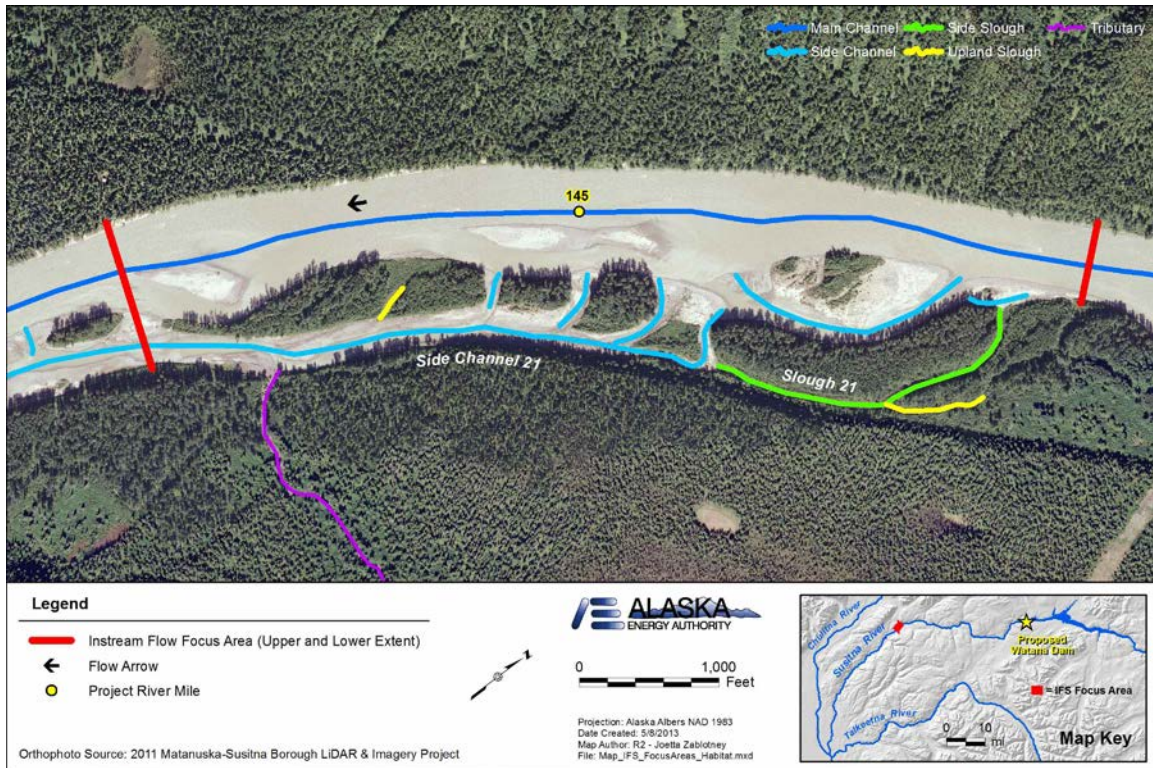 Main Channel
Side Slough
Tributary
Side Channel
Upland Slough
145
Side Channel 21
Slough 21
Legend
Instream Flow Focus Area (Upper and Lower Extent)
Flow Arrow
Project River Mile
Orthophoto Source: 2011 Matanuska-Susitna Borough LiDAR & Imagery Project
N
ALASKA
ENERGY AUTHORITY
0 1,000
Feet
Projection: Alaska Albers NAD 1983
Date Created: 5/8/2013
Map Author: R2 - Joetta Zablotney
File: Map_IFS_FocusAreas_Habitat.mxd
Chulitna River
Susitna River
Talkeetna River
Proposed
Watana Dam
= IFS Focus Area
0 10
mi
Map Key